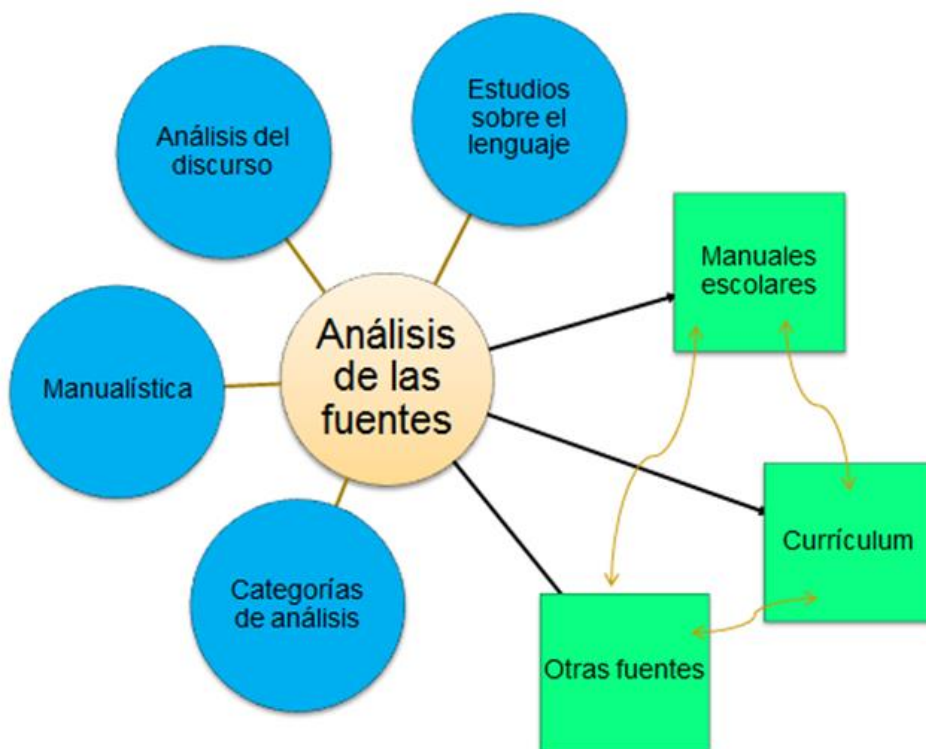 Estudios
sobre el
lenguaje
Análisis del
discurso
Manuales
escolares
Análisis
de las
fuentes
Manualística
Currículum
Categorías
de análisis
Otras fuentes